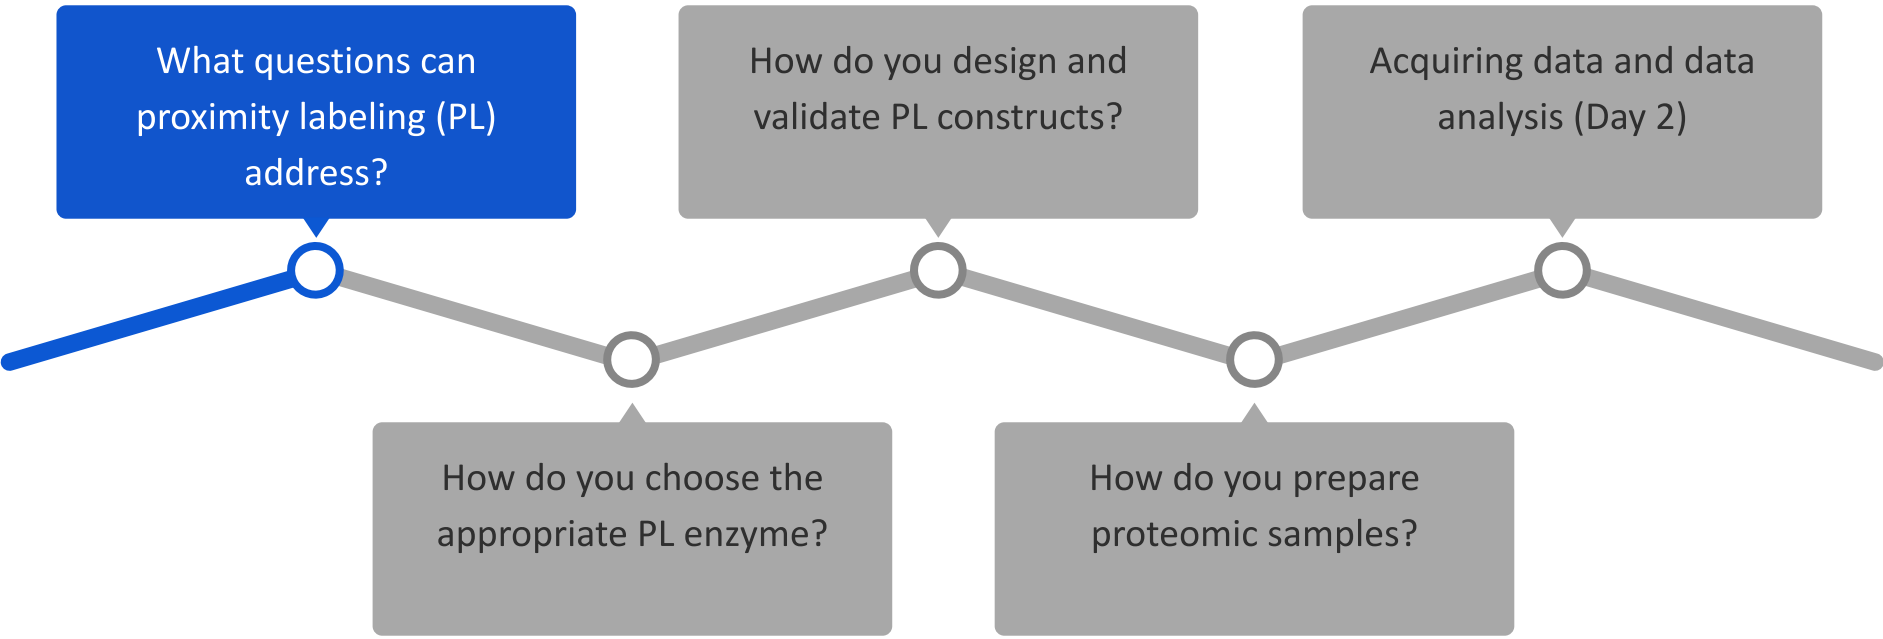 What questions can
proximity labeling (PL)
address?
How do you choose the
appropriate PL enzyme?
How do you design and
validate PL constructs?
How do you prepare
proteomic samples?
Acquiring data and data
analysis (Day 2)